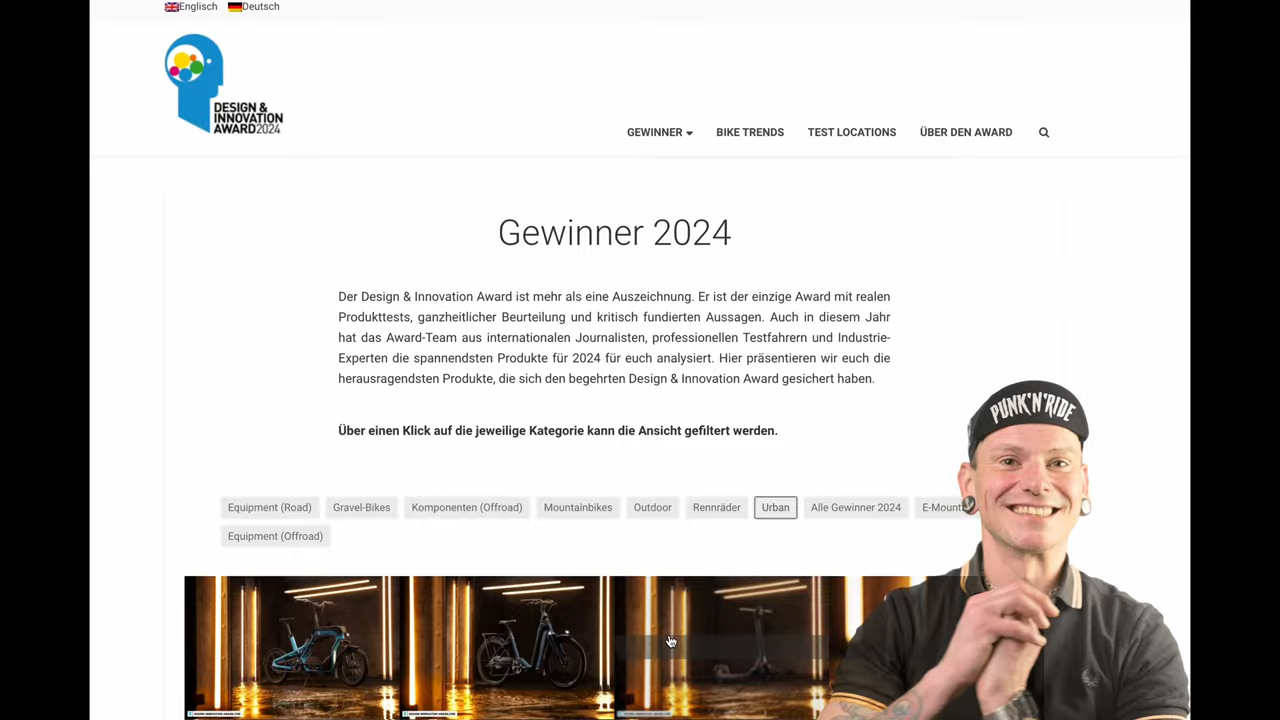 Englisch Deutsch
DESIGN &
INNOVATION
AWARD2024
GEWINNER BIKE TRENDS TEST LOCATIONS ÜBER DEN AWARD
Gewinner 2024
Der Design & Innovation Award ist mehr als eine Auszeichnung. Er ist der einzige Award mit realen
Produkttests, ganzheitlicher Beurteilung und kritisch fundierten Aussagen. Auch in diesem Jahr
hat das Award-Team aus internationalen Journalisten, professionellen Testfahrern und Industrie-
Experten die spannendsten Produkte für 2024 für euch analysiert. Hier präsentieren wir euch die
herausragendsten Produkte, die sich den begehrten Design & Innovation Award gesichert haben.
PUNK'N'RIDE
Über einen Klick auf die jeweilige Kategorie kann die Ansicht gefiltert werden.
Equipment (Road) Gravel-Bikes Komponenten (Offroad) Mountainbikes Outdoor Rennräder Urban Alle Gewinner 2024 E-Mount
Equipment (Offroad)